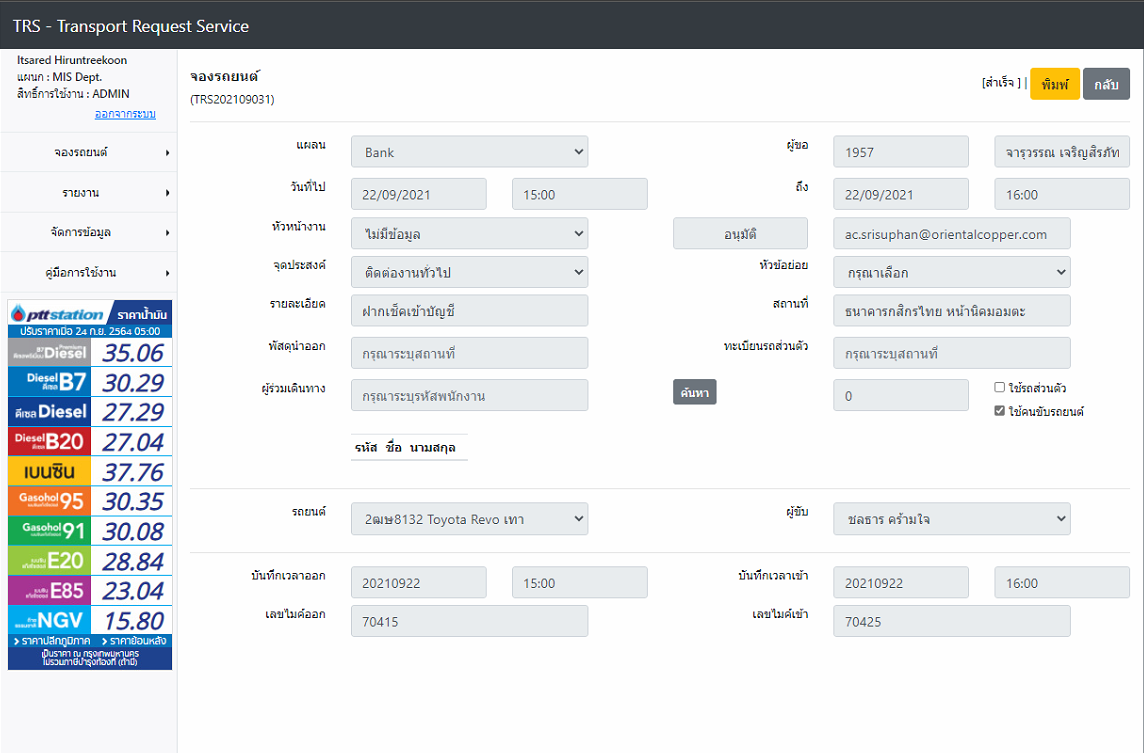 TRS - Transport Request Service
Itsared Hiruntreekoon
แผนก : MIS Dept.
สิทธิ์การใช้งาน : ADMIN
ออกจากระบบ
จองรถยนต์
รายงาน
จัดการข้อมูล
คู่มือการใช้งาน
pttstation ราคาน้ำมัน
ปรับราคาเมื่อ 24 ก.ย. 2564 05:00
Premium Diesel B7 35.06
Diesel B7 ดีเซล 30.29
ดีเซล Diesel 27.29
Diesel B20 ดีเซล 27.04
เบนซิน 37.76
Gasohol 95 30.35
Gasohol 91 30.08
E20 28.84
E85 23.04
NGV 15.80
ราคาปลีกภูมิภาค ราคาย้อนหลัง
เป็นราคา ณ กรุงเทพมหานคร
ไม่รวมภาษีบำรุงท้องที่ (ถ้ามี)
จองรถยนต์
(TRS202109031)
[สำเร็จ ] | พิมพ์ กลับ
แผลน Bank ผู้ขอ 1957 จารุวรรณ เจริญสิรภัท
วันที่ไป 22/09/2021 15:00 ถึง 22/09/2021 16:00
หัวหน้างาน ไม่มีข้อมูล อนุมัติ ac.srisuphan@orientalcopper.com
จุดประสงค์ ติดต่องานทั่วไป หัวข้อย่อย กรุณาเลือก
รายละเอียด ฝากเช็คเข้าบัญชี สถานที่ ธนาคารกสิกรไทย หน้านิคมอมตะ
พัสดุนำออก กรุณาระบุสถานที่ ทะเบียนรถส่วนตัว กรุณาระบุสถานที่
ผู้ร่วมเดินทาง กรุณาระบุรหัสพนักงาน ค้นหา 0 ใช้รถส่วนตัว
ใช้คนขับรถยนต์
รหัส ชื่อ นามสกุล
รถยนต์ 2ฒษ8132 Toyota Revo เทา ผู้ขับ ชลธาร คร้ามใจ
บันทึกเวลาออก 20210922 15:00 บันทึกเวลาเข้า 20210922 16:00
เลขไมค์ออก 70415 เลขไมค์เข้า 70425